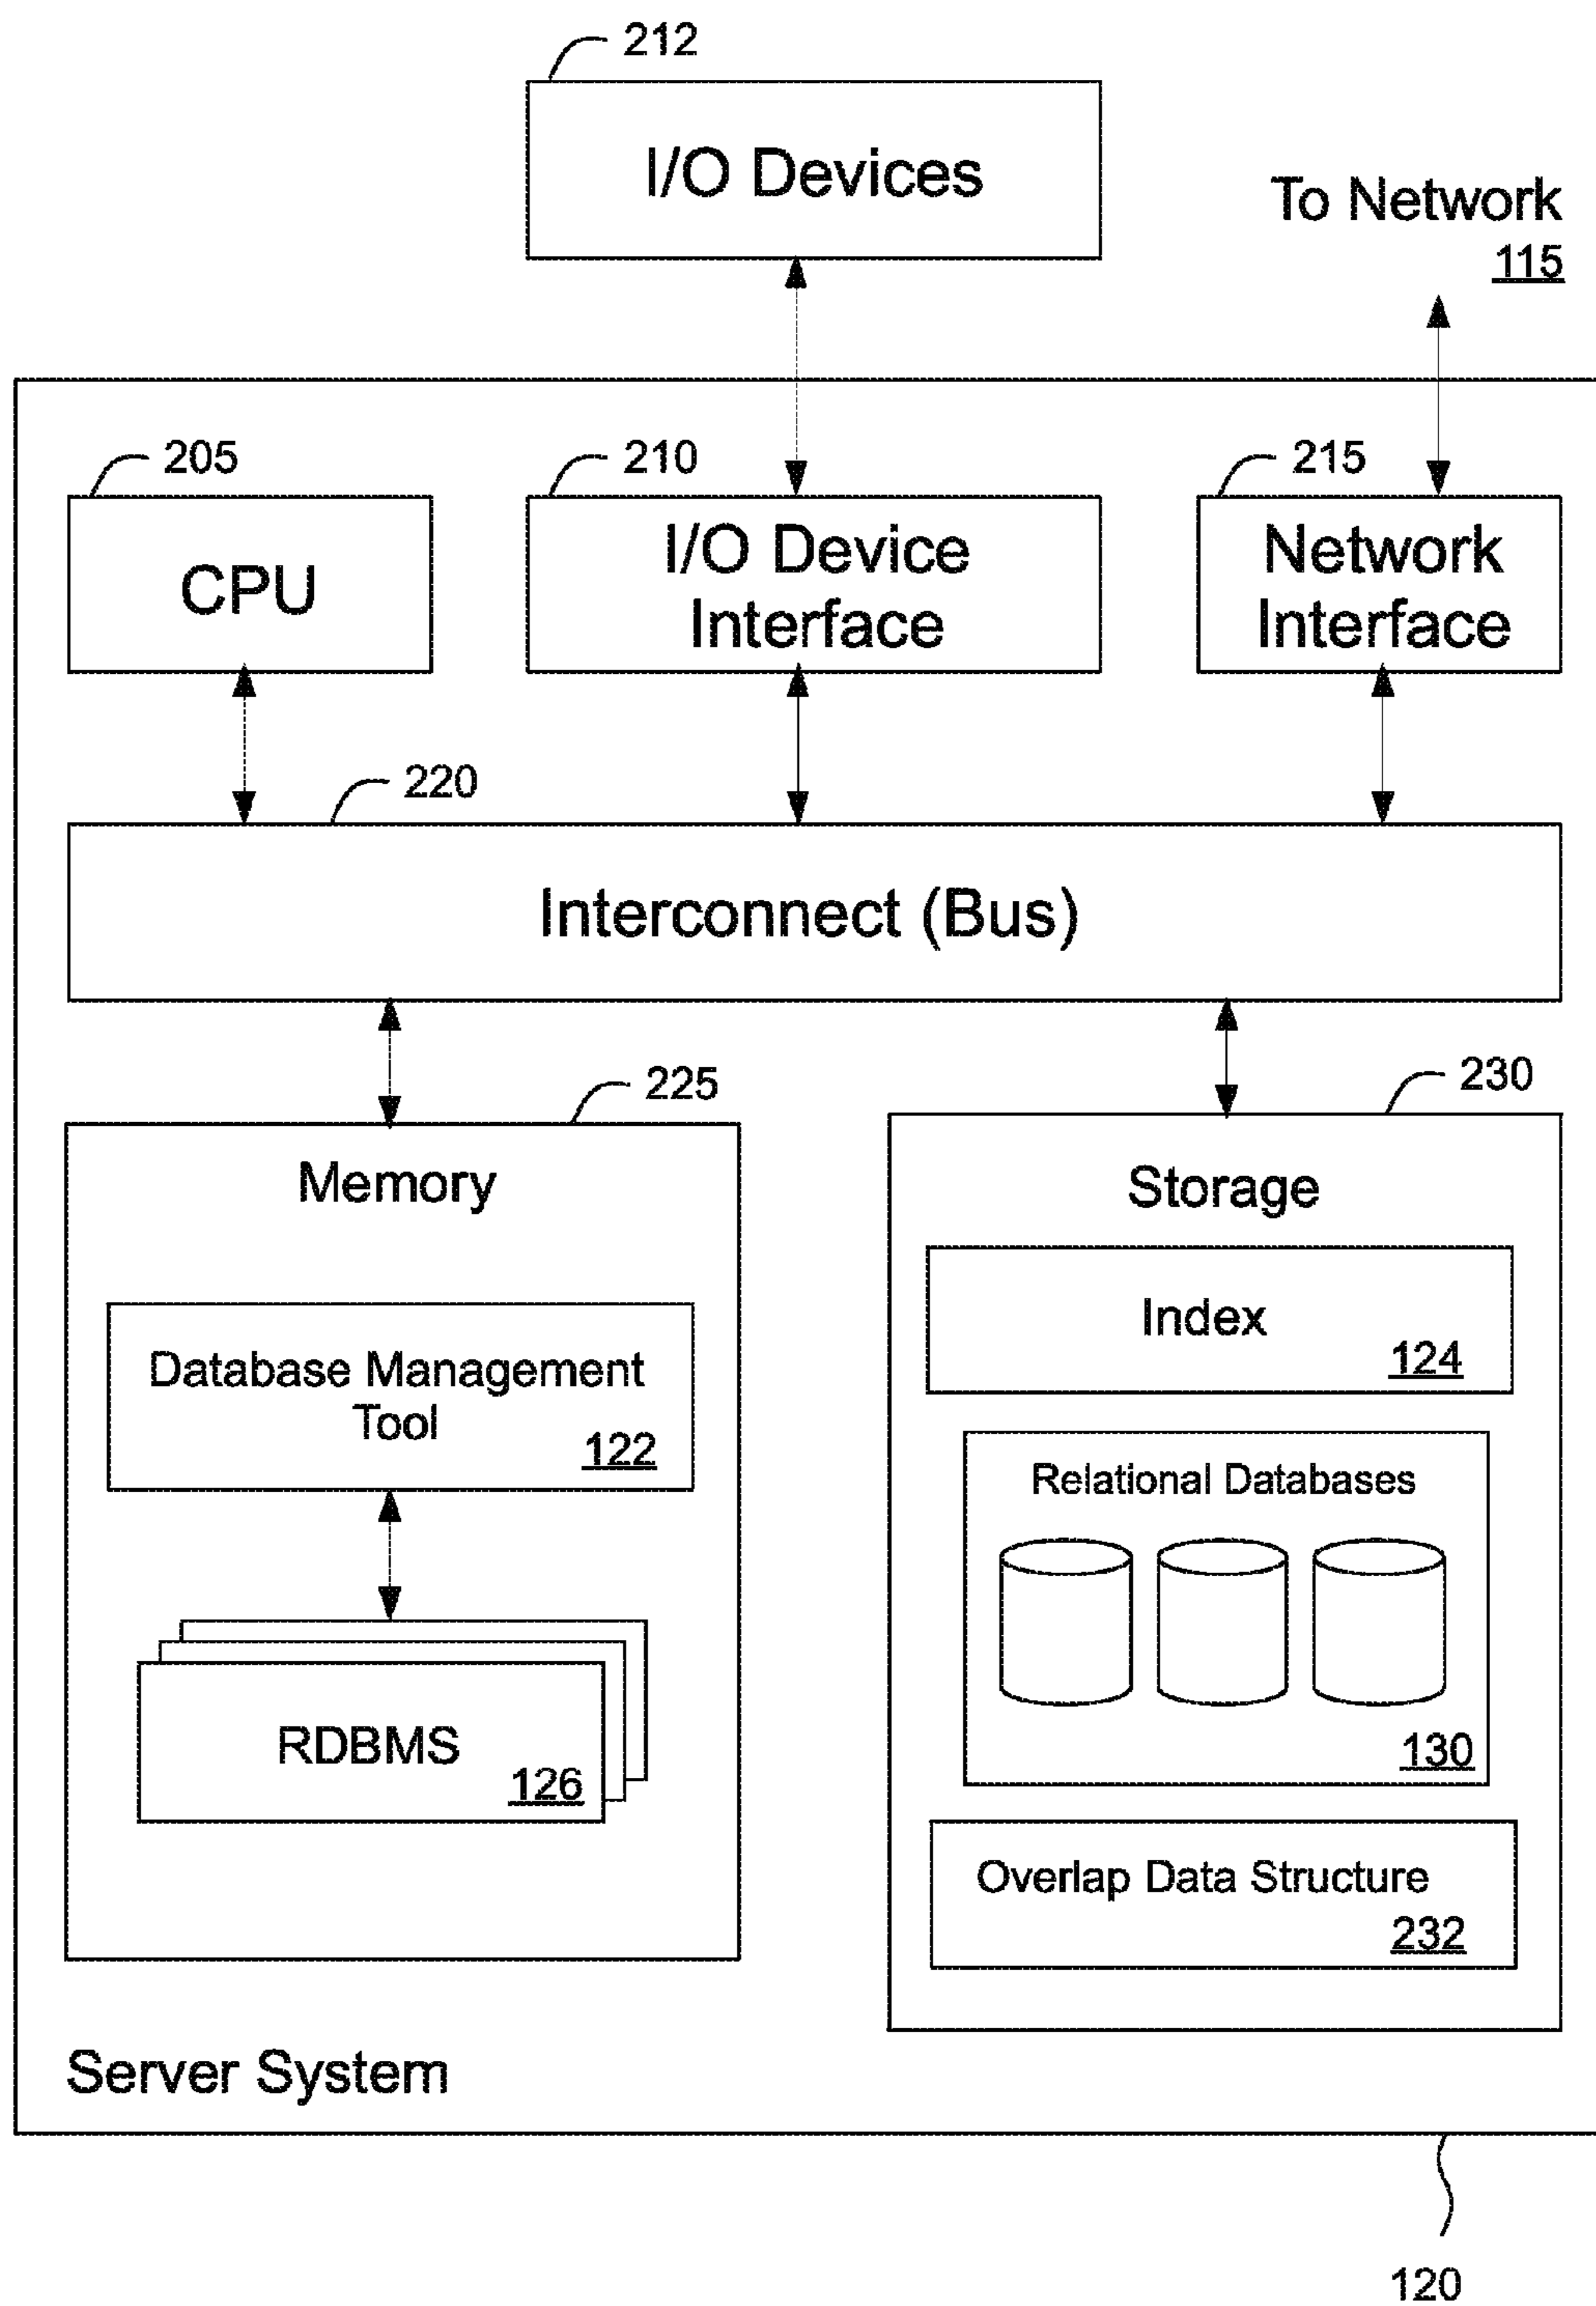 212
I/O Devices
To Network
115
205
210
215
CPU
I/O Device
Interface
Network
Interface
220
Interconnect (Bus)
225
230
Memory
Storage
Index
124
Database Management
Tool
122
Relational Databases
130
RDBMS
126
Overlap Data Structure
232
Server System
120